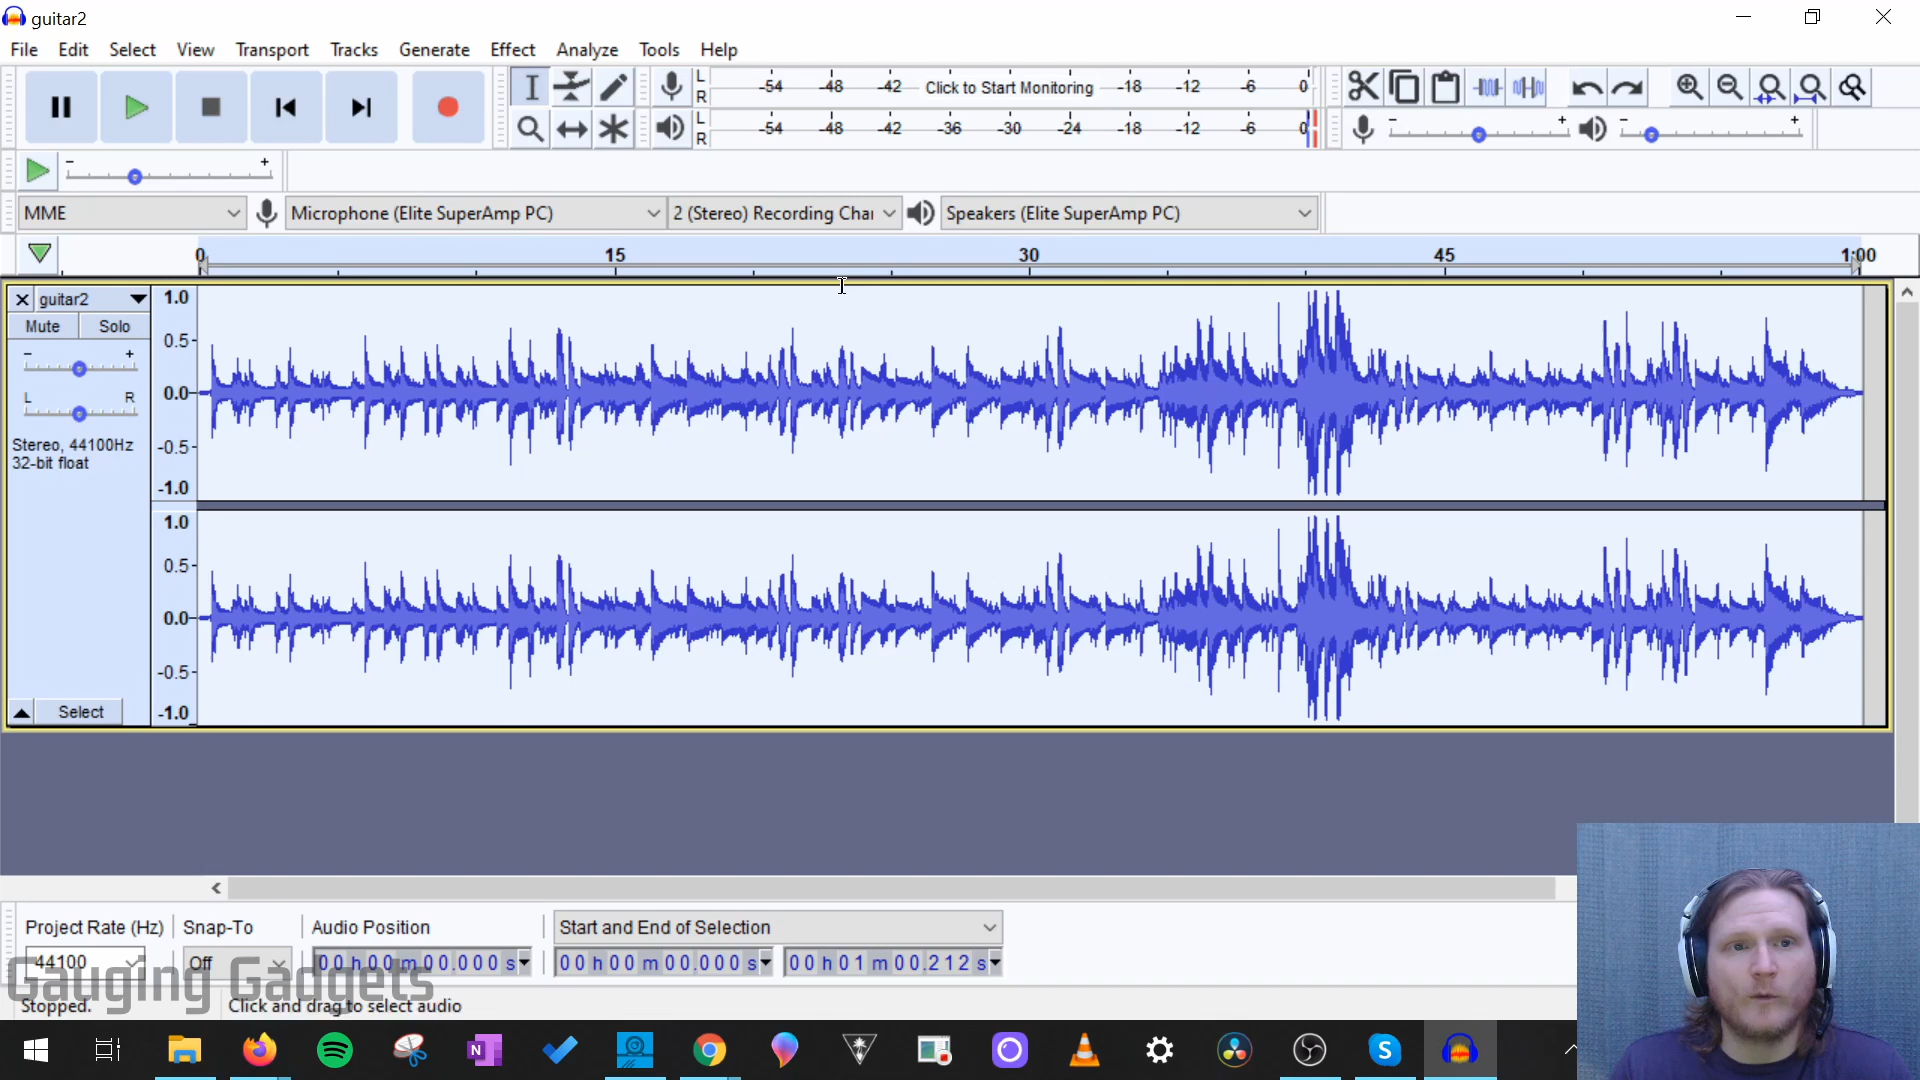 guitar2
File Edit Select View Transport Tracks Generate Effect Analyze Tools Help
L R -54 -48 -42 Click to Start Monitoring -18 -12 -6 0
L R -54 -48 -42 -36 -30 -24 -18 -12 -6 0
- + - +
- +
MME Microphone (Elite SuperAmp PC) 2 (Stereo) Recording Chai Speakers (Elite SuperAmp PC)
0 15 30 45 1:00
guitar2 1.0
Mute Solo
0.5
- +
0.0
L R
Stereo, 44100Hz -0.5
32-bit float
-1.0
1.0
0.5
0.0
-0.5
Select -1.0
Project Rate (Hz) Snap-To Audio Position Start and End of Selection
44100 Off 00 h 00 m 00.000 s 00 h 00 m 00.000 s 00 h 01 m 00.212 s
Gauging Gadgets
Stopped. Click and drag to select audio